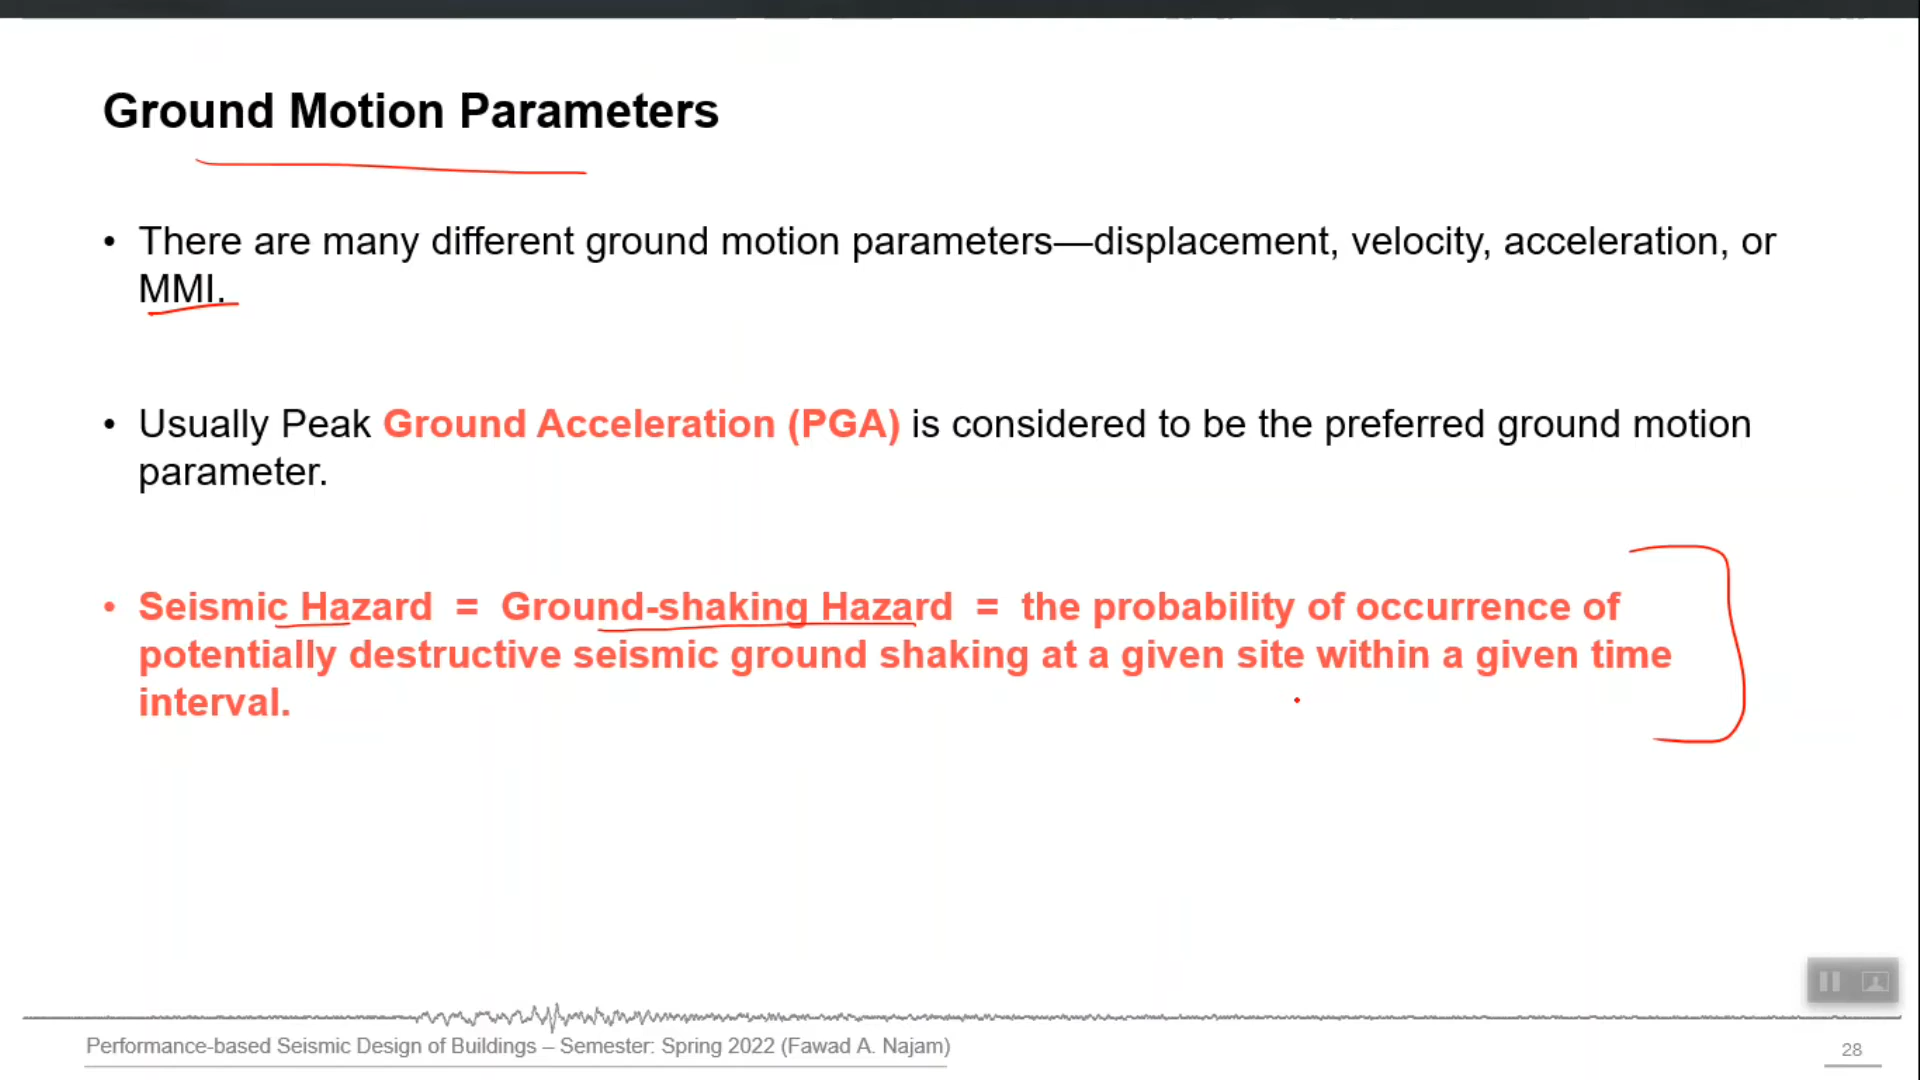 Ground Motion Parameters
• There are many different ground motion parameters—displacement, velocity, acceleration, or
MMI.
• Usually Peak Ground Acceleration (PGA) is considered to be the preferred ground motion
parameter.
• Seismic Hazard = Ground-shaking Hazard = the probability of occurrence of
potentially destructive seismic ground shaking at a given site within a given time
interval.
Performance-based Seismic Design of Buildings – Semester: Spring 2022 (Fawad A. Najam)
28